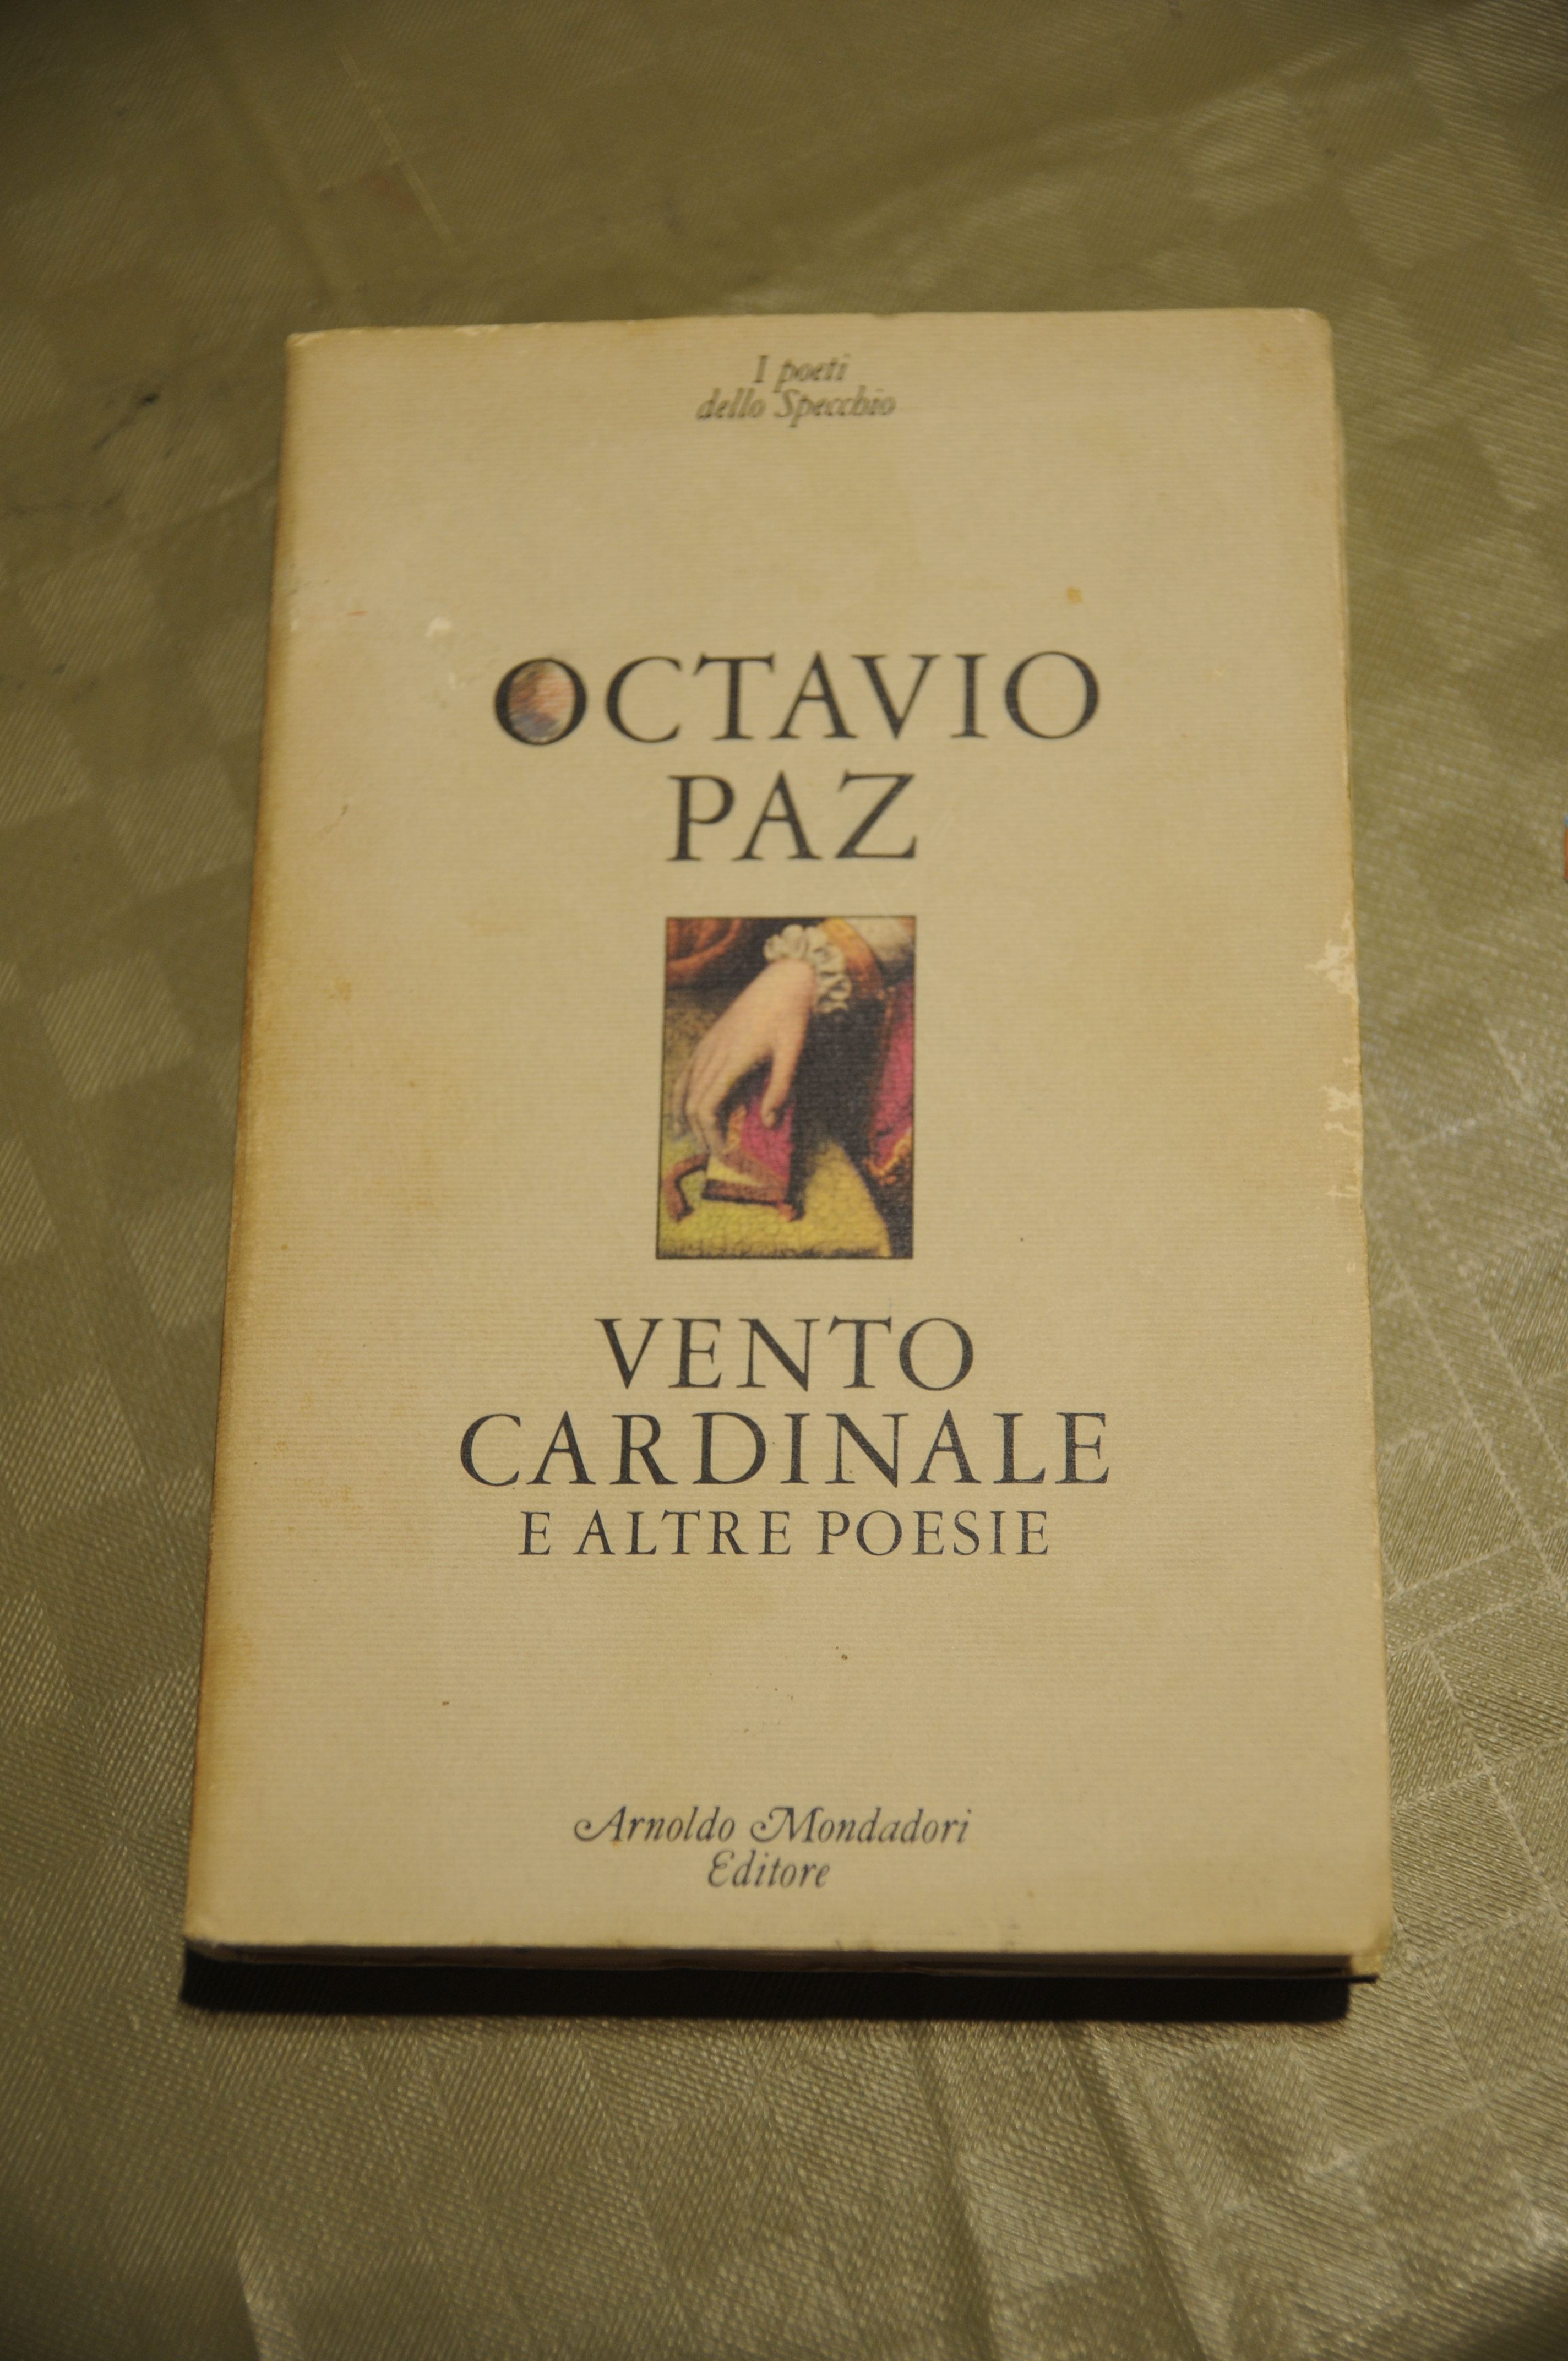 I poeti
dello Specchio
OCTAVIO
PAZ
VENTO
CARDINALE
E ALTRE POESIE
Arnoldo Mondadori
Editore